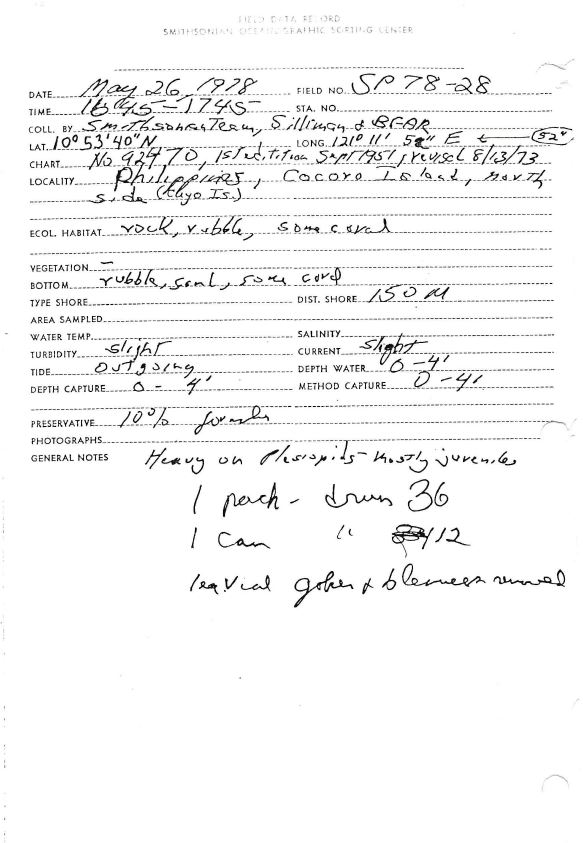 FIELD DATA RECORD
SMITHSONIAN OCEANOGRAPHIC SORTING CENTER
DATE May 26, 1978 FIELD NO. SP 78-28
TIME 1645-1745 STA. NO.
COLL. BY Smithsonian Team, Silliman & BFAR
LAT. 10° 53' 40" N LONG. 121° 11' 52" E ← (52")
CHART No 92470, 1st edition Sept 1951, revised 8/13/73
LOCALITY Philippines, Cocoro Island, north
side (Cuyo Is.)
ECOL. HABITAT rock, rubble, some coral
VEGETATION —
BOTTOM rubble, sand, some coral
TYPE SHORE DIST. SHORE 150 M
AREA SAMPLED
WATER TEMP. SALINITY
TURBIDITY slight CURRENT slight
TIDE outgoing DEPTH WATER 0-4'
DEPTH CAPTURE 0-4' METHOD CAPTURE 0-4'
PRESERVATIVE 10% formalin
PHOTOGRAPHS
GENERAL NOTES Heavy on Plesiopids - mostly juveniles
1 perch - drum 36
1 can " 412
1 ea vial gobies & blennies removed